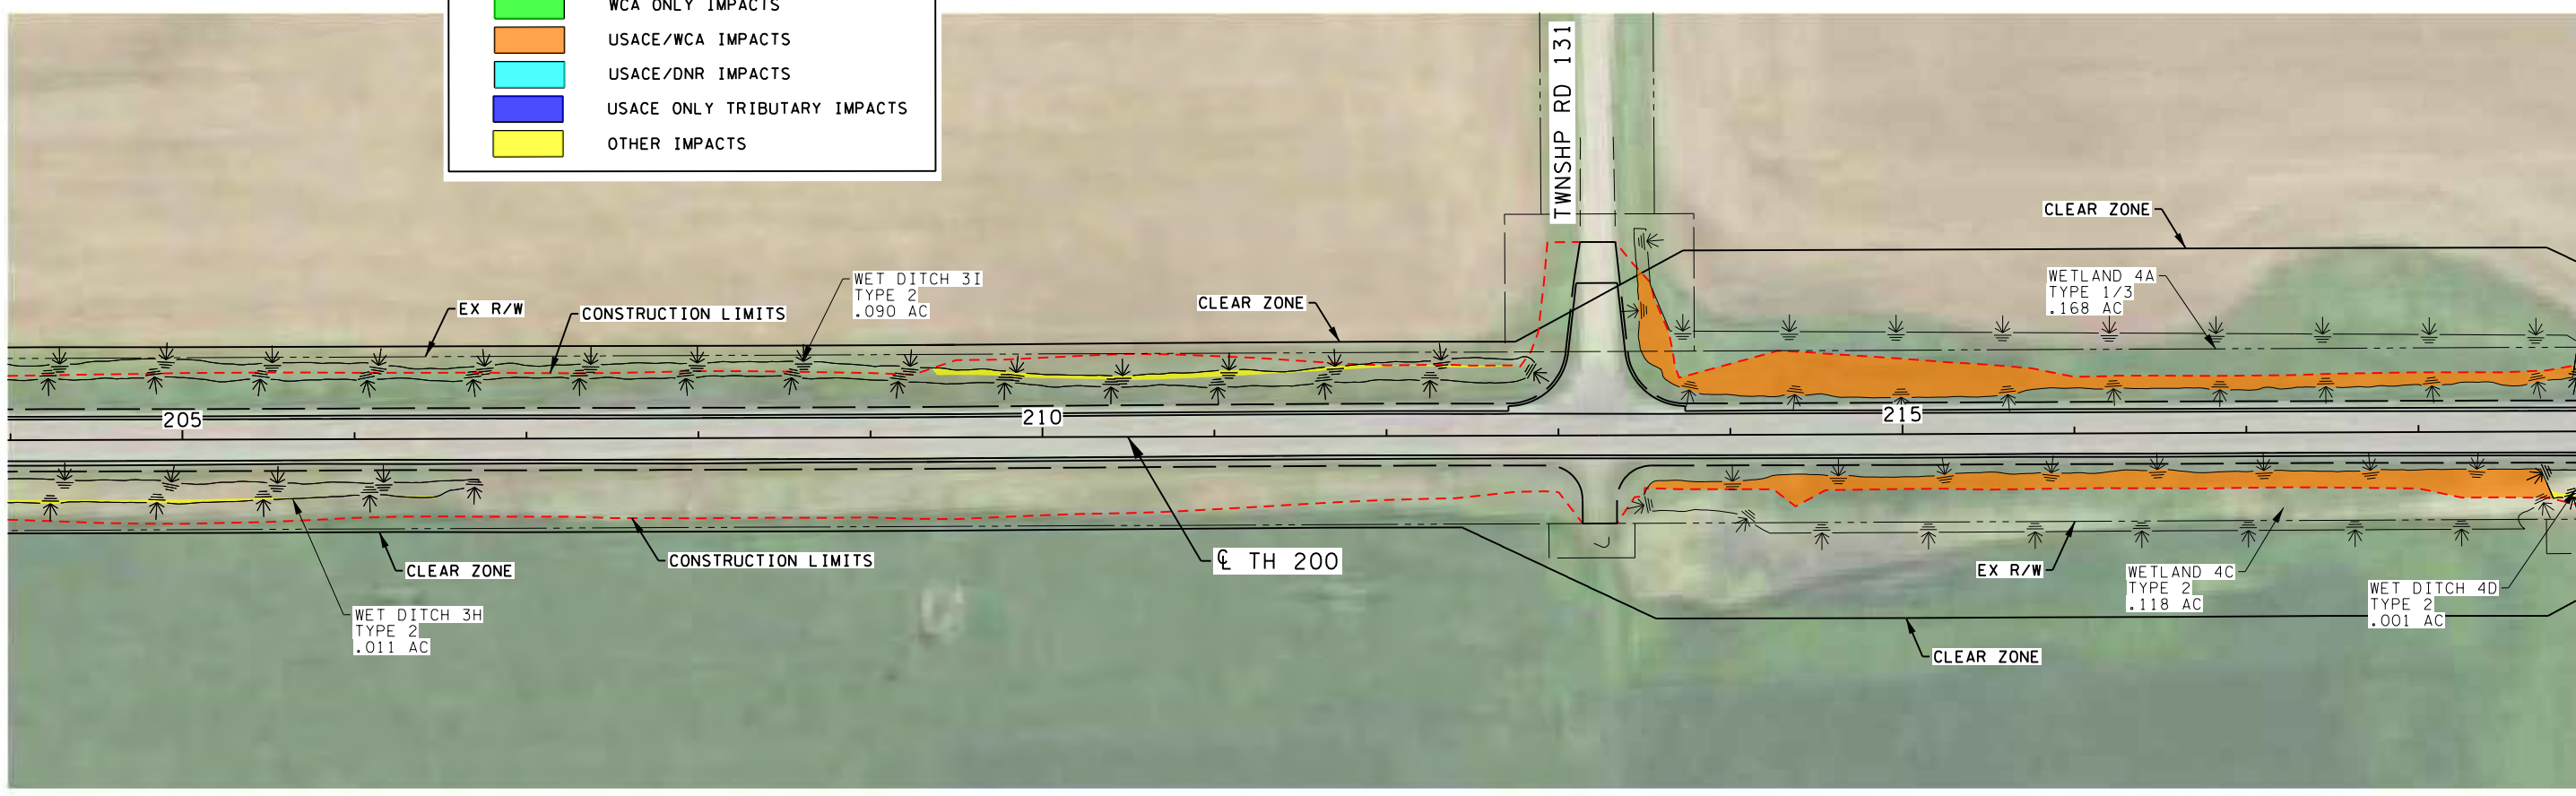 WCA ONLY IMPACTS
USACE/WCA IMPACTS
USACE/DNR IMPACTS
USACE ONLY TRIBUTARY IMPACTS
OTHER IMPACTS
TWNSHP RD 131
CLEAR ZONE
WETLAND 4A
TYPE 1/3
.168 AC
WET DITCH 3I
TYPE 2
.090 AC
EX R/W
CONSTRUCTION LIMITS
CLEAR ZONE
205
210
215
CONSTRUCTION LIMITS
℄ TH 200
CLEAR ZONE
EX R/W
WETLAND 4C
TYPE 2
.118 AC
WET DITCH 4D
TYPE 2
.001 AC
WET DITCH 3H
TYPE 2
.011 AC
CLEAR ZONE